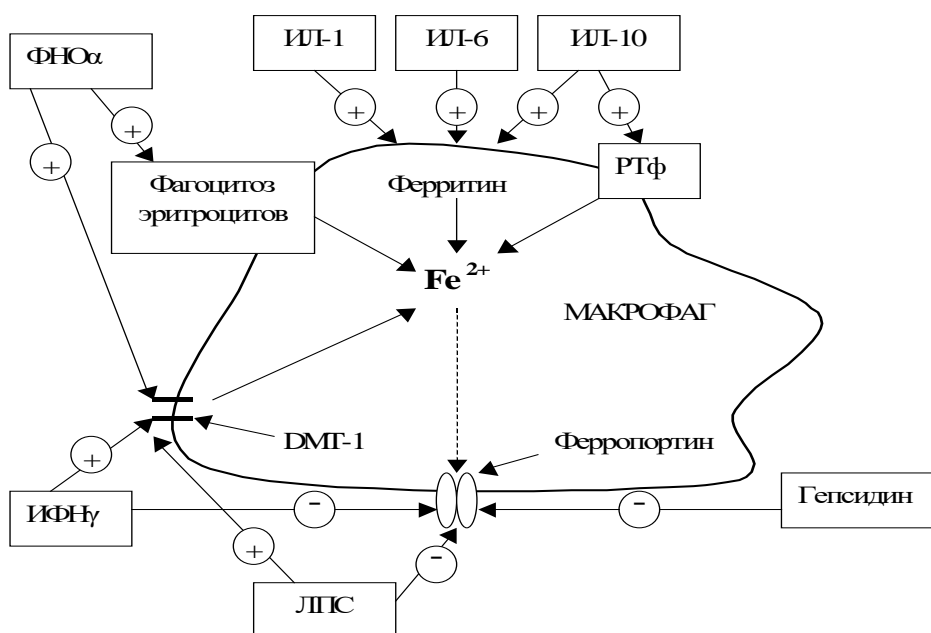 ФНОα
ИЛ-1
ИЛ-6
ИЛ-10
+
+
+
+
+
+
Фагоцитоз
эритроцитов
Ферритин
РТф
Fe 2+
МАКРОФАГ
DMT-1
Ферропортин
+
ИФНγ
-
-
Гепсидин
+
-
ЛПС